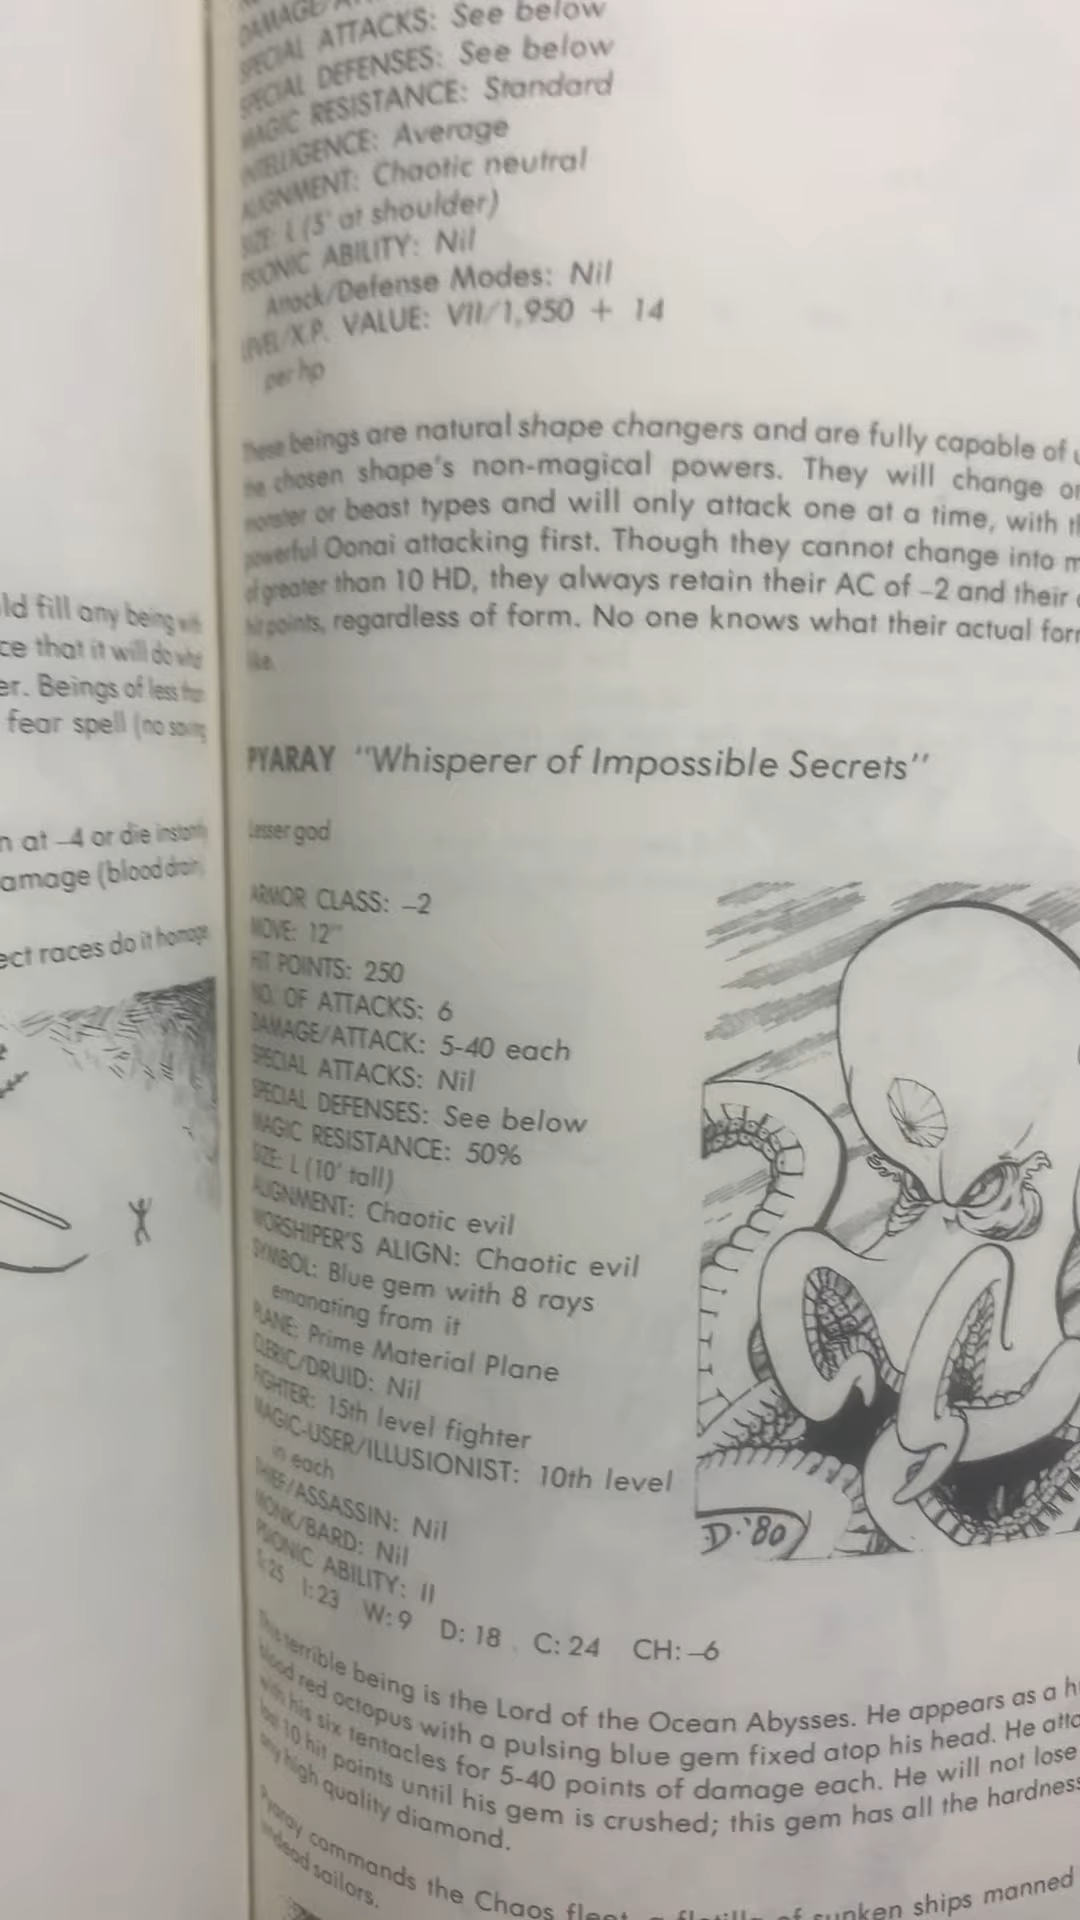 SPECIAL ATTACKS: See below
SPECIAL DEFENSES: See below
MAGIC RESISTANCE: Standard
INTELLIGENCE: Average
ALIGNMENT: Chaotic neutral
SIZE: L (5' at shoulder)
PSIONIC ABILITY: Nil
Attack/Defense Modes: Nil
LEVEL/X.P. VALUE: VII/1,950 + 14
per hp
These beings are natural shape changers and are fully capable of
the chosen shape's non-magical powers. They will change
monster or beast types and will only attack one at a time, with
powerful Oonai attacking first. Though they cannot change into
of greater than 10 HD, they always retain their AC of –2 and their
hit points, regardless of form. No one knows what their actual
like.
PYARAY "Whisperer of Impossible Secrets"
Lesser god
ARMOR CLASS: –2
MOVE: 12"
HIT POINTS: 250
NO. OF ATTACKS: 6
DAMAGE/ATTACK: 5-40 each
SPECIAL ATTACKS: Nil
SPECIAL DEFENSES: See below
MAGIC RESISTANCE: 50%
SIZE: L (10' tall)
ALIGNMENT: Chaotic evil
WORSHIPER'S ALIGN: Chaotic evil
SYMBOL: Blue gem with 8 rays
emanating from it
PLANE: Prime Material Plane
CLERIC/DRUID: Nil
FIGHTER: 15th level fighter
MAGIC-USER/ILLUSIONIST: 10th level
in each
THIEF/ASSASSIN: Nil
MONK/BARD: Nil
PSIONIC ABILITY: II
S: 25 I: 23 W: 9 D: 18 C: 24 CH: –6
D.'80
This terrible being is the Lord of the Ocean Abysses. He appears as a
blood red octopus with a pulsing blue gem fixed atop his head. He
with his six tentacles for 5-40 points of damage each. He will not lose
10 hit points until his gem is crushed; this gem has all the hardness
any high quality diamond.
Pyaray commands the Chaos fleet, a flotilla of sunken ships manned
undead sailors.
ld fill any being with
ce that it will do what
er. Beings of less than
fear spell (no saving
n at –4 or die instantly
amage (blood drain,
ect races do it homage